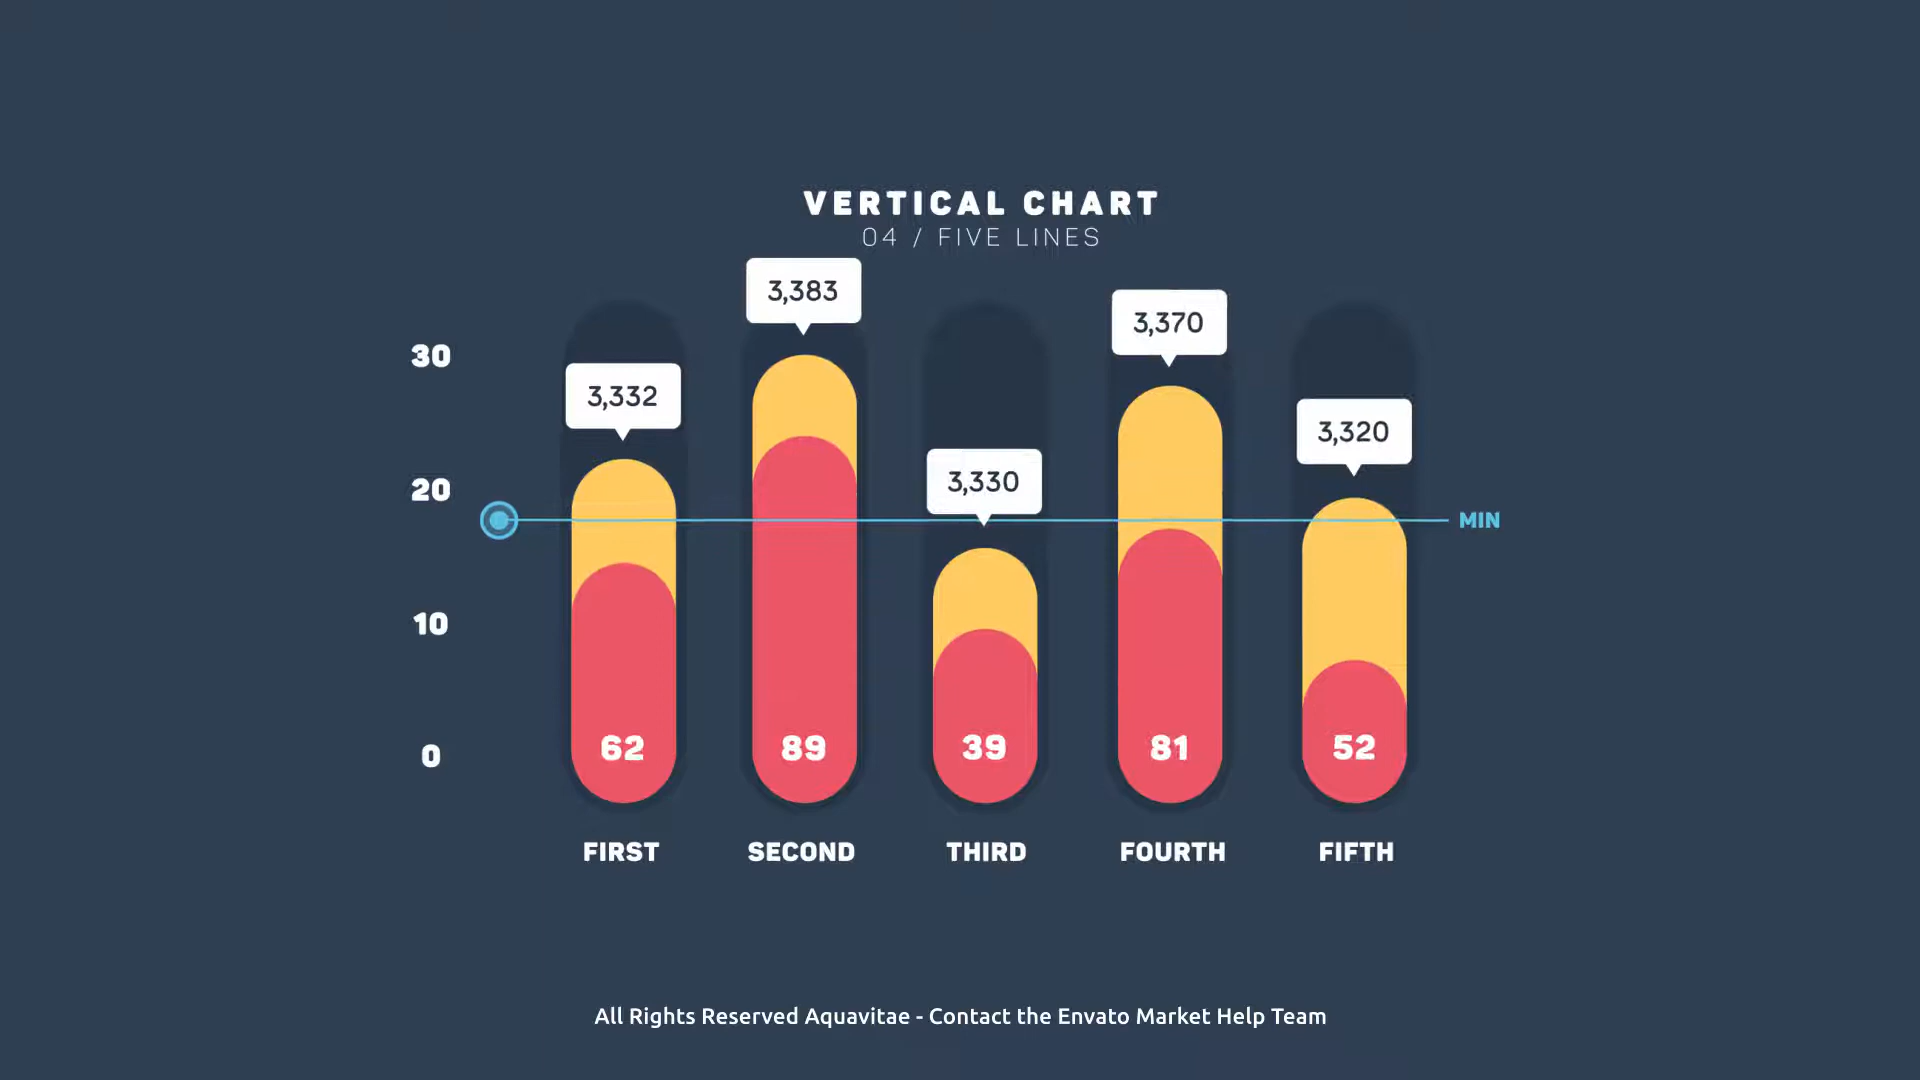 VERTICAL CHART
04 / FIVE LINES
3,383
3,370
30
3,332
3,320
3,330
20
MIN
10
0
62
89
39
81
52
FIRST
SECOND
THIRD
FOURTH
FIFTH
All Rights Reserved Aquavitae - Contact the Envato Market Help Team